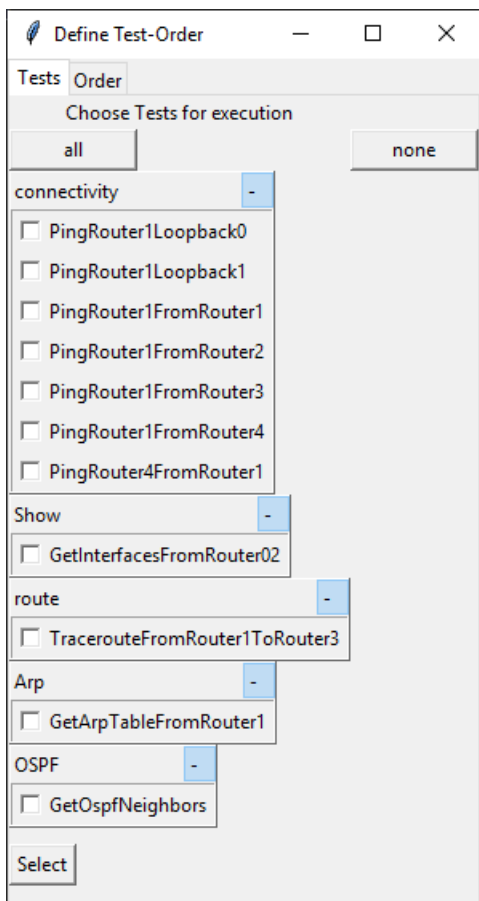 Define Test-Order
Tests Order
Choose Tests for execution
all none
connectivity -
PingRouter1Loopback0
PingRouter1Loopback1
PingRouter1FromRouter1
PingRouter1FromRouter2
PingRouter1FromRouter3
PingRouter1FromRouter4
PingRouter4FromRouter1
Show -
GetInterfacesFromRouter02
route -
TracerouteFromRouter1ToRouter3
Arp -
GetArpTableFromRouter1
OSPF -
GetOspfNeighbors
Select